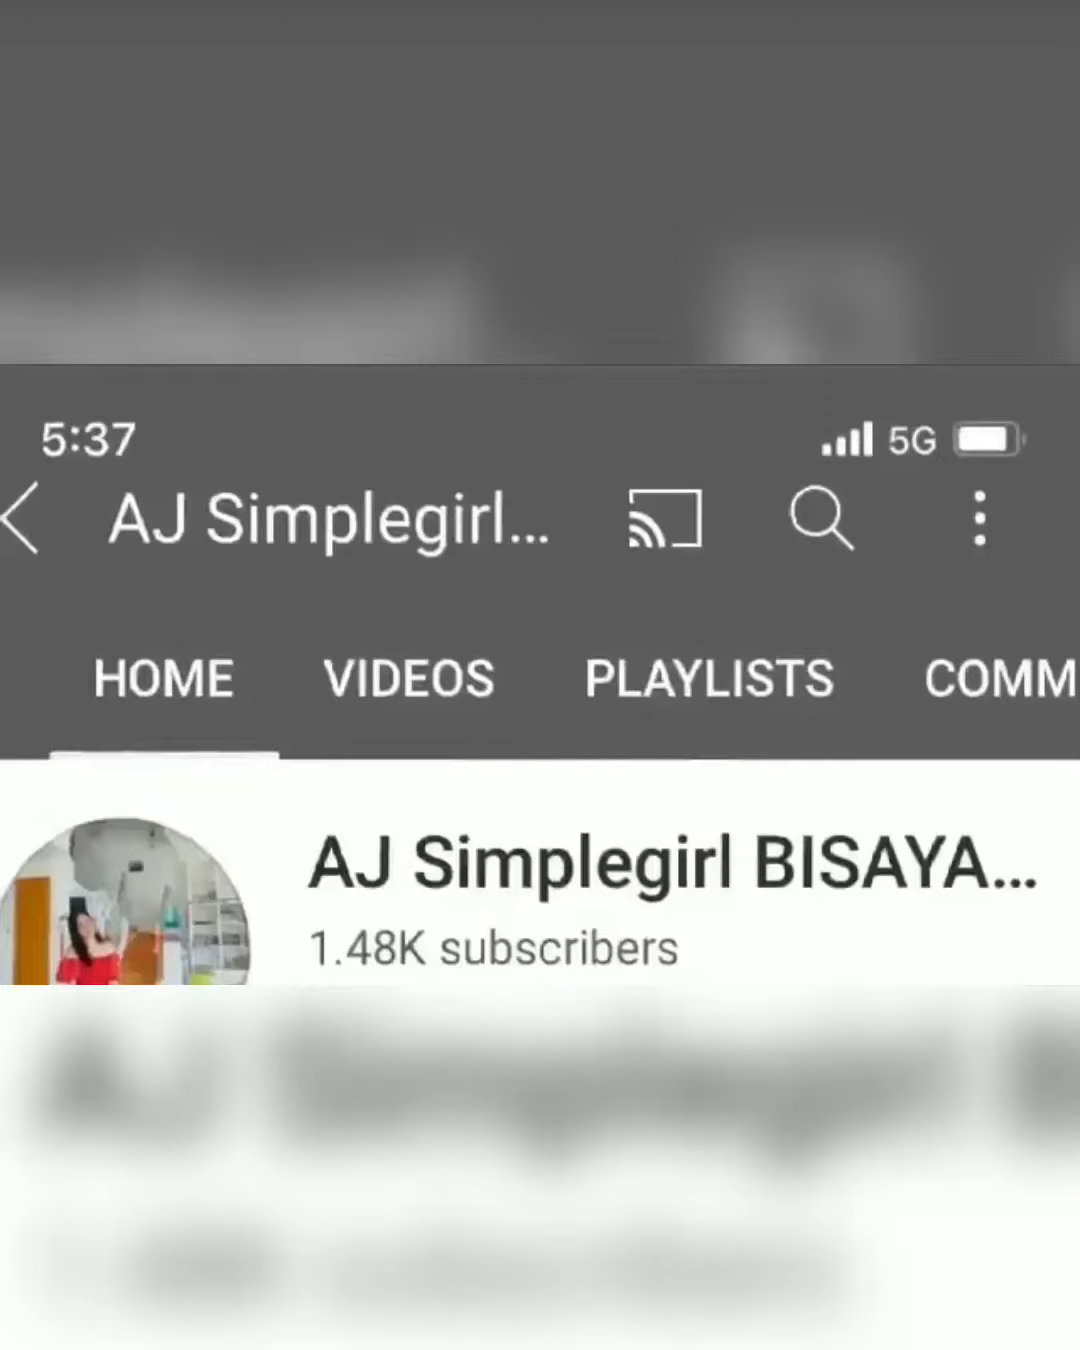 5:37 5G
AJ Simplegirl...
HOME VIDEOS PLAYLISTS COMM
AJ Simplegirl BISAYA...
1.48K subscribers